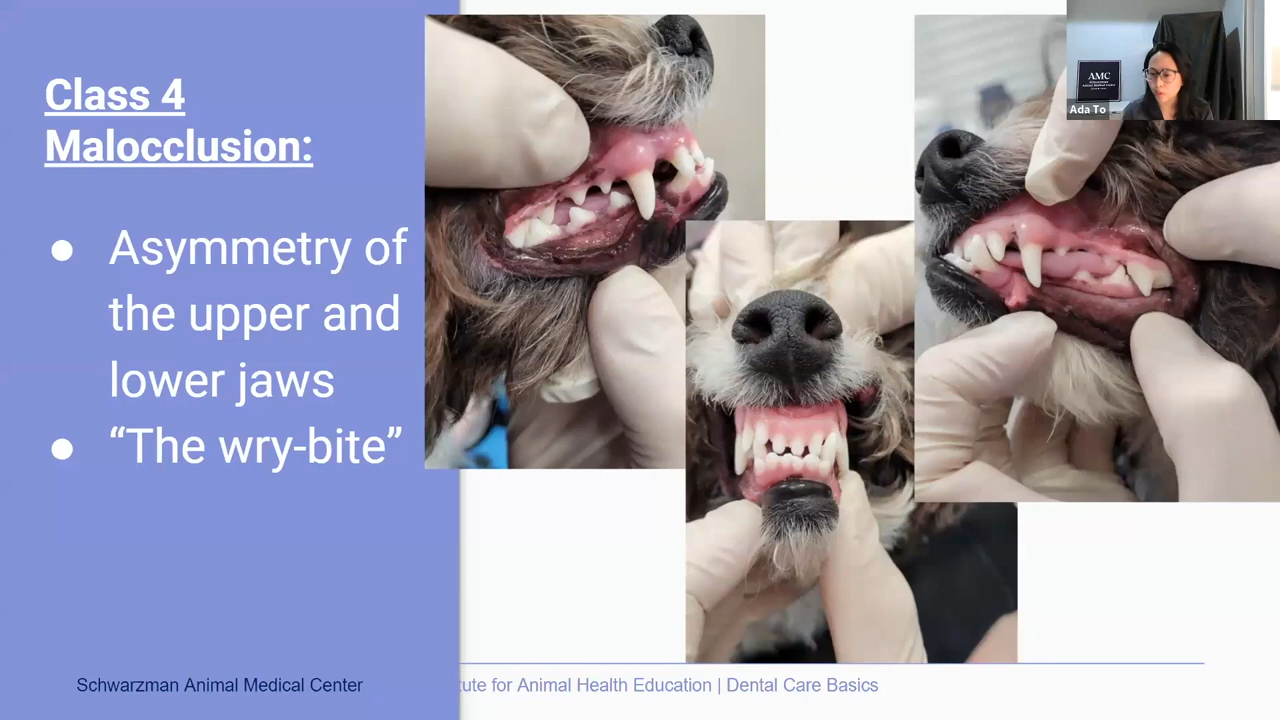 Class 4
Malocclusion:
● Asymmetry of
the upper and
lower jaws
● “The wry-bite”
AMC
Ada To
Schwarzman Animal Medical Center
for Animal Health Education | Dental Care Basics